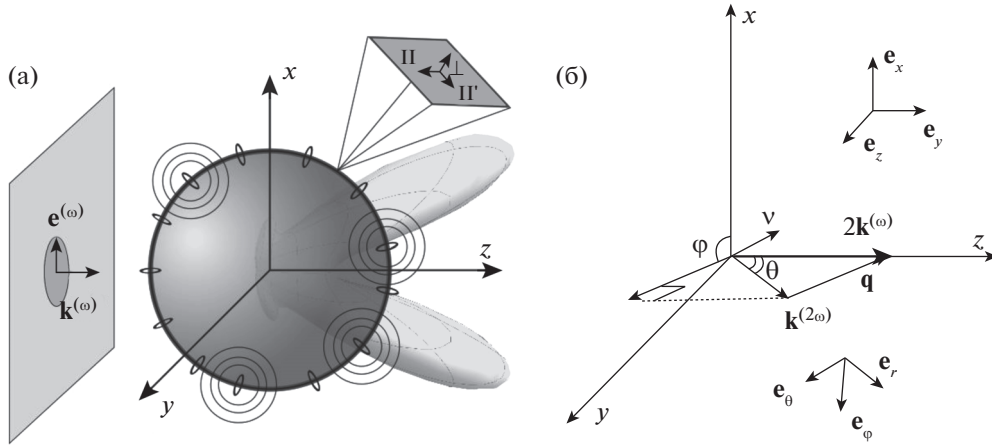 (а)
x
II
⊥
II'
e^(ω)
k^(ω)
z
y
(б)
x
e_x
e_y
e_z
ν
2k^(ω)
z
φ
θ
q
k^(2ω)
y
e_r
e_θ
e_φ